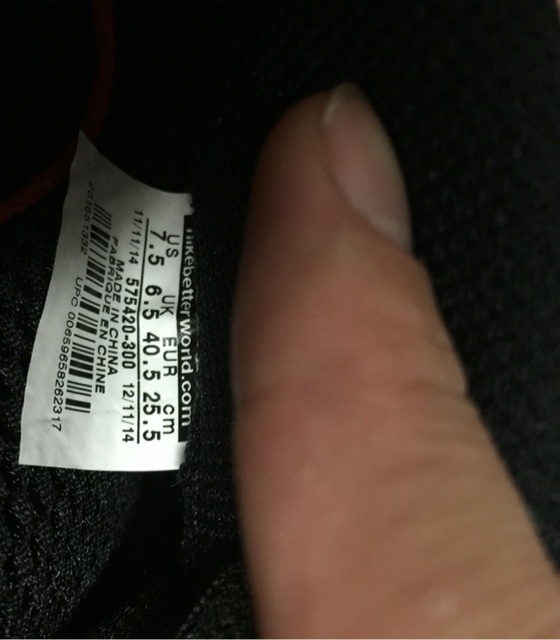 nikebetterworld.com
US UK EUR cm
7.5 6.5 40.5 25.5
11/11/14 575420-300 12/11/14
MADE IN CHINA
FABRIQUE EN CHINE
UPC 00659658262317